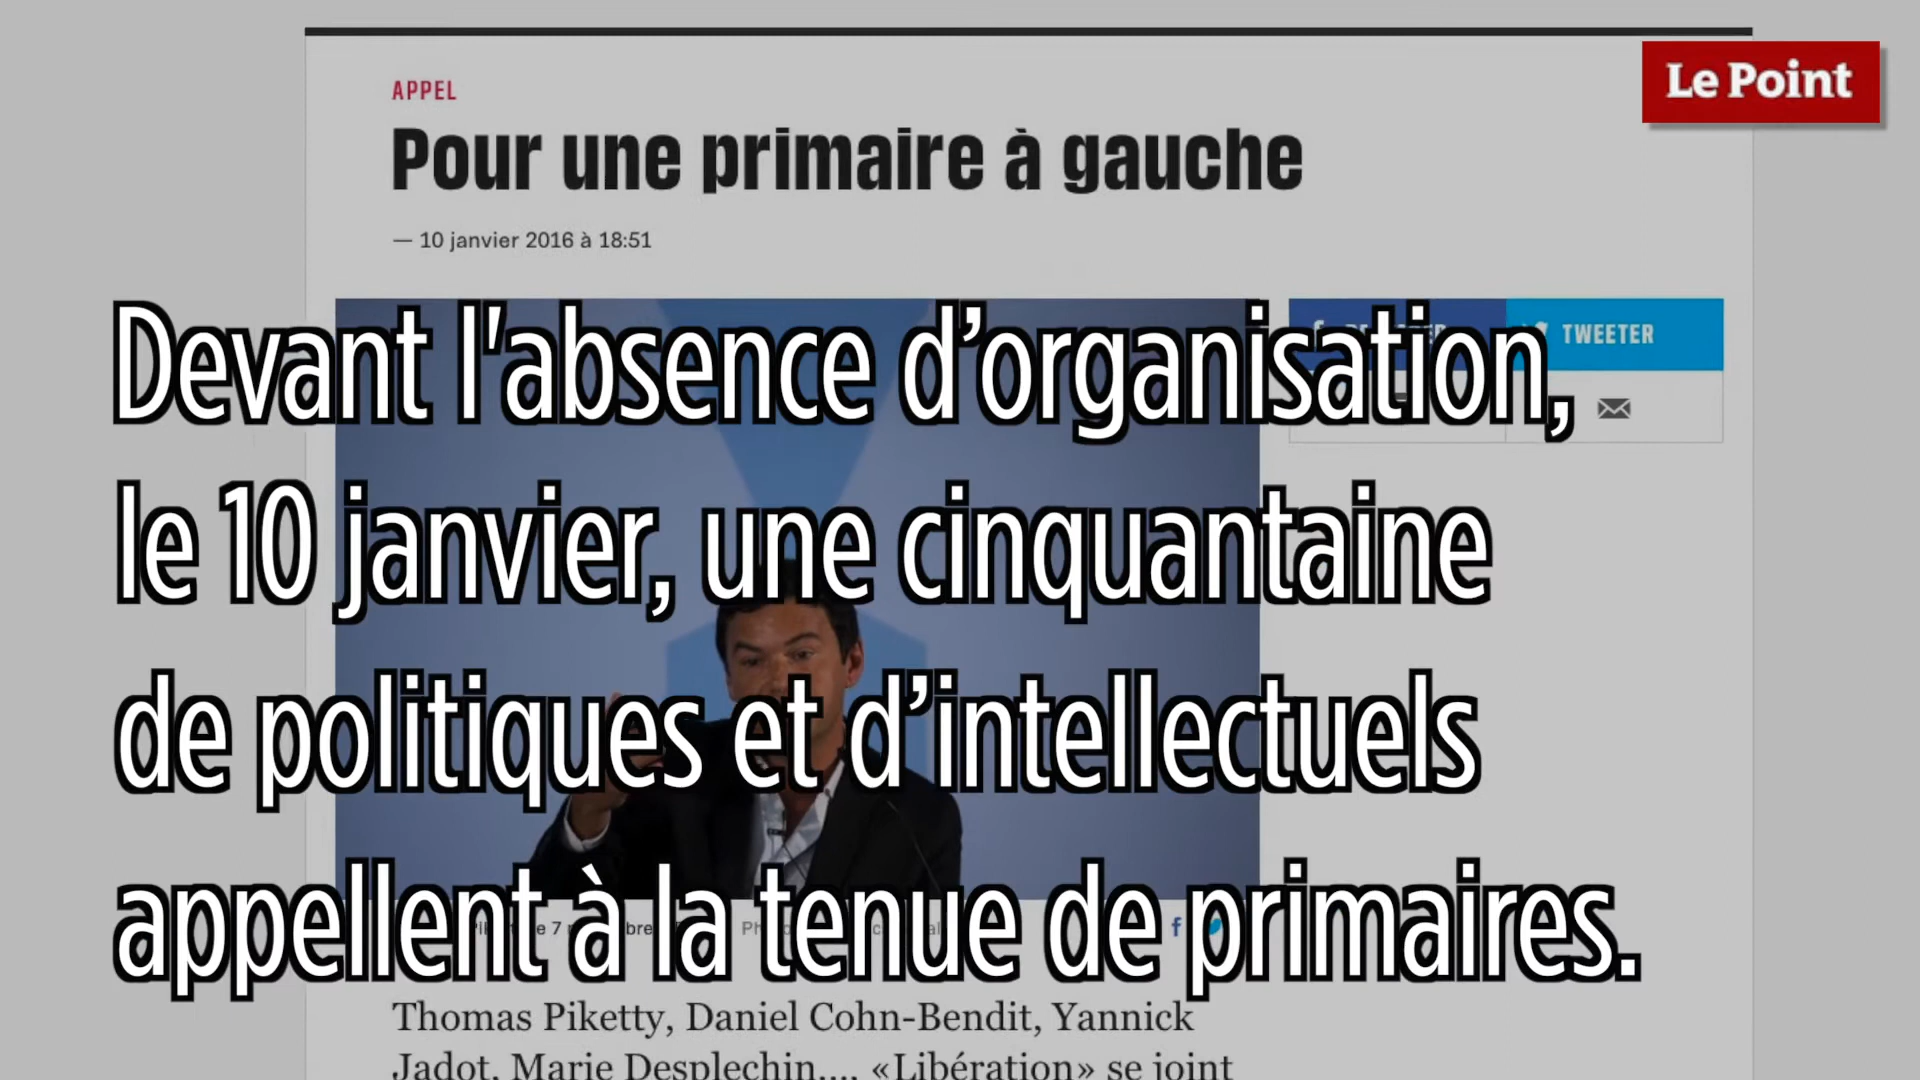 APPEL
Le Point
Pour une primaire à gauche
— 10 janvier 2016 à 18:51
TWEETER
Devant l'absence d’organisation,
le 10 janvier, une cinquantaine
de politiques et d’intellectuels
appellent à la tenue de primaires.
Thomas Piketty, Daniel Cohn-Bendit, Yannick
Jadot, Marie Desplechin.... «Libération» se joint